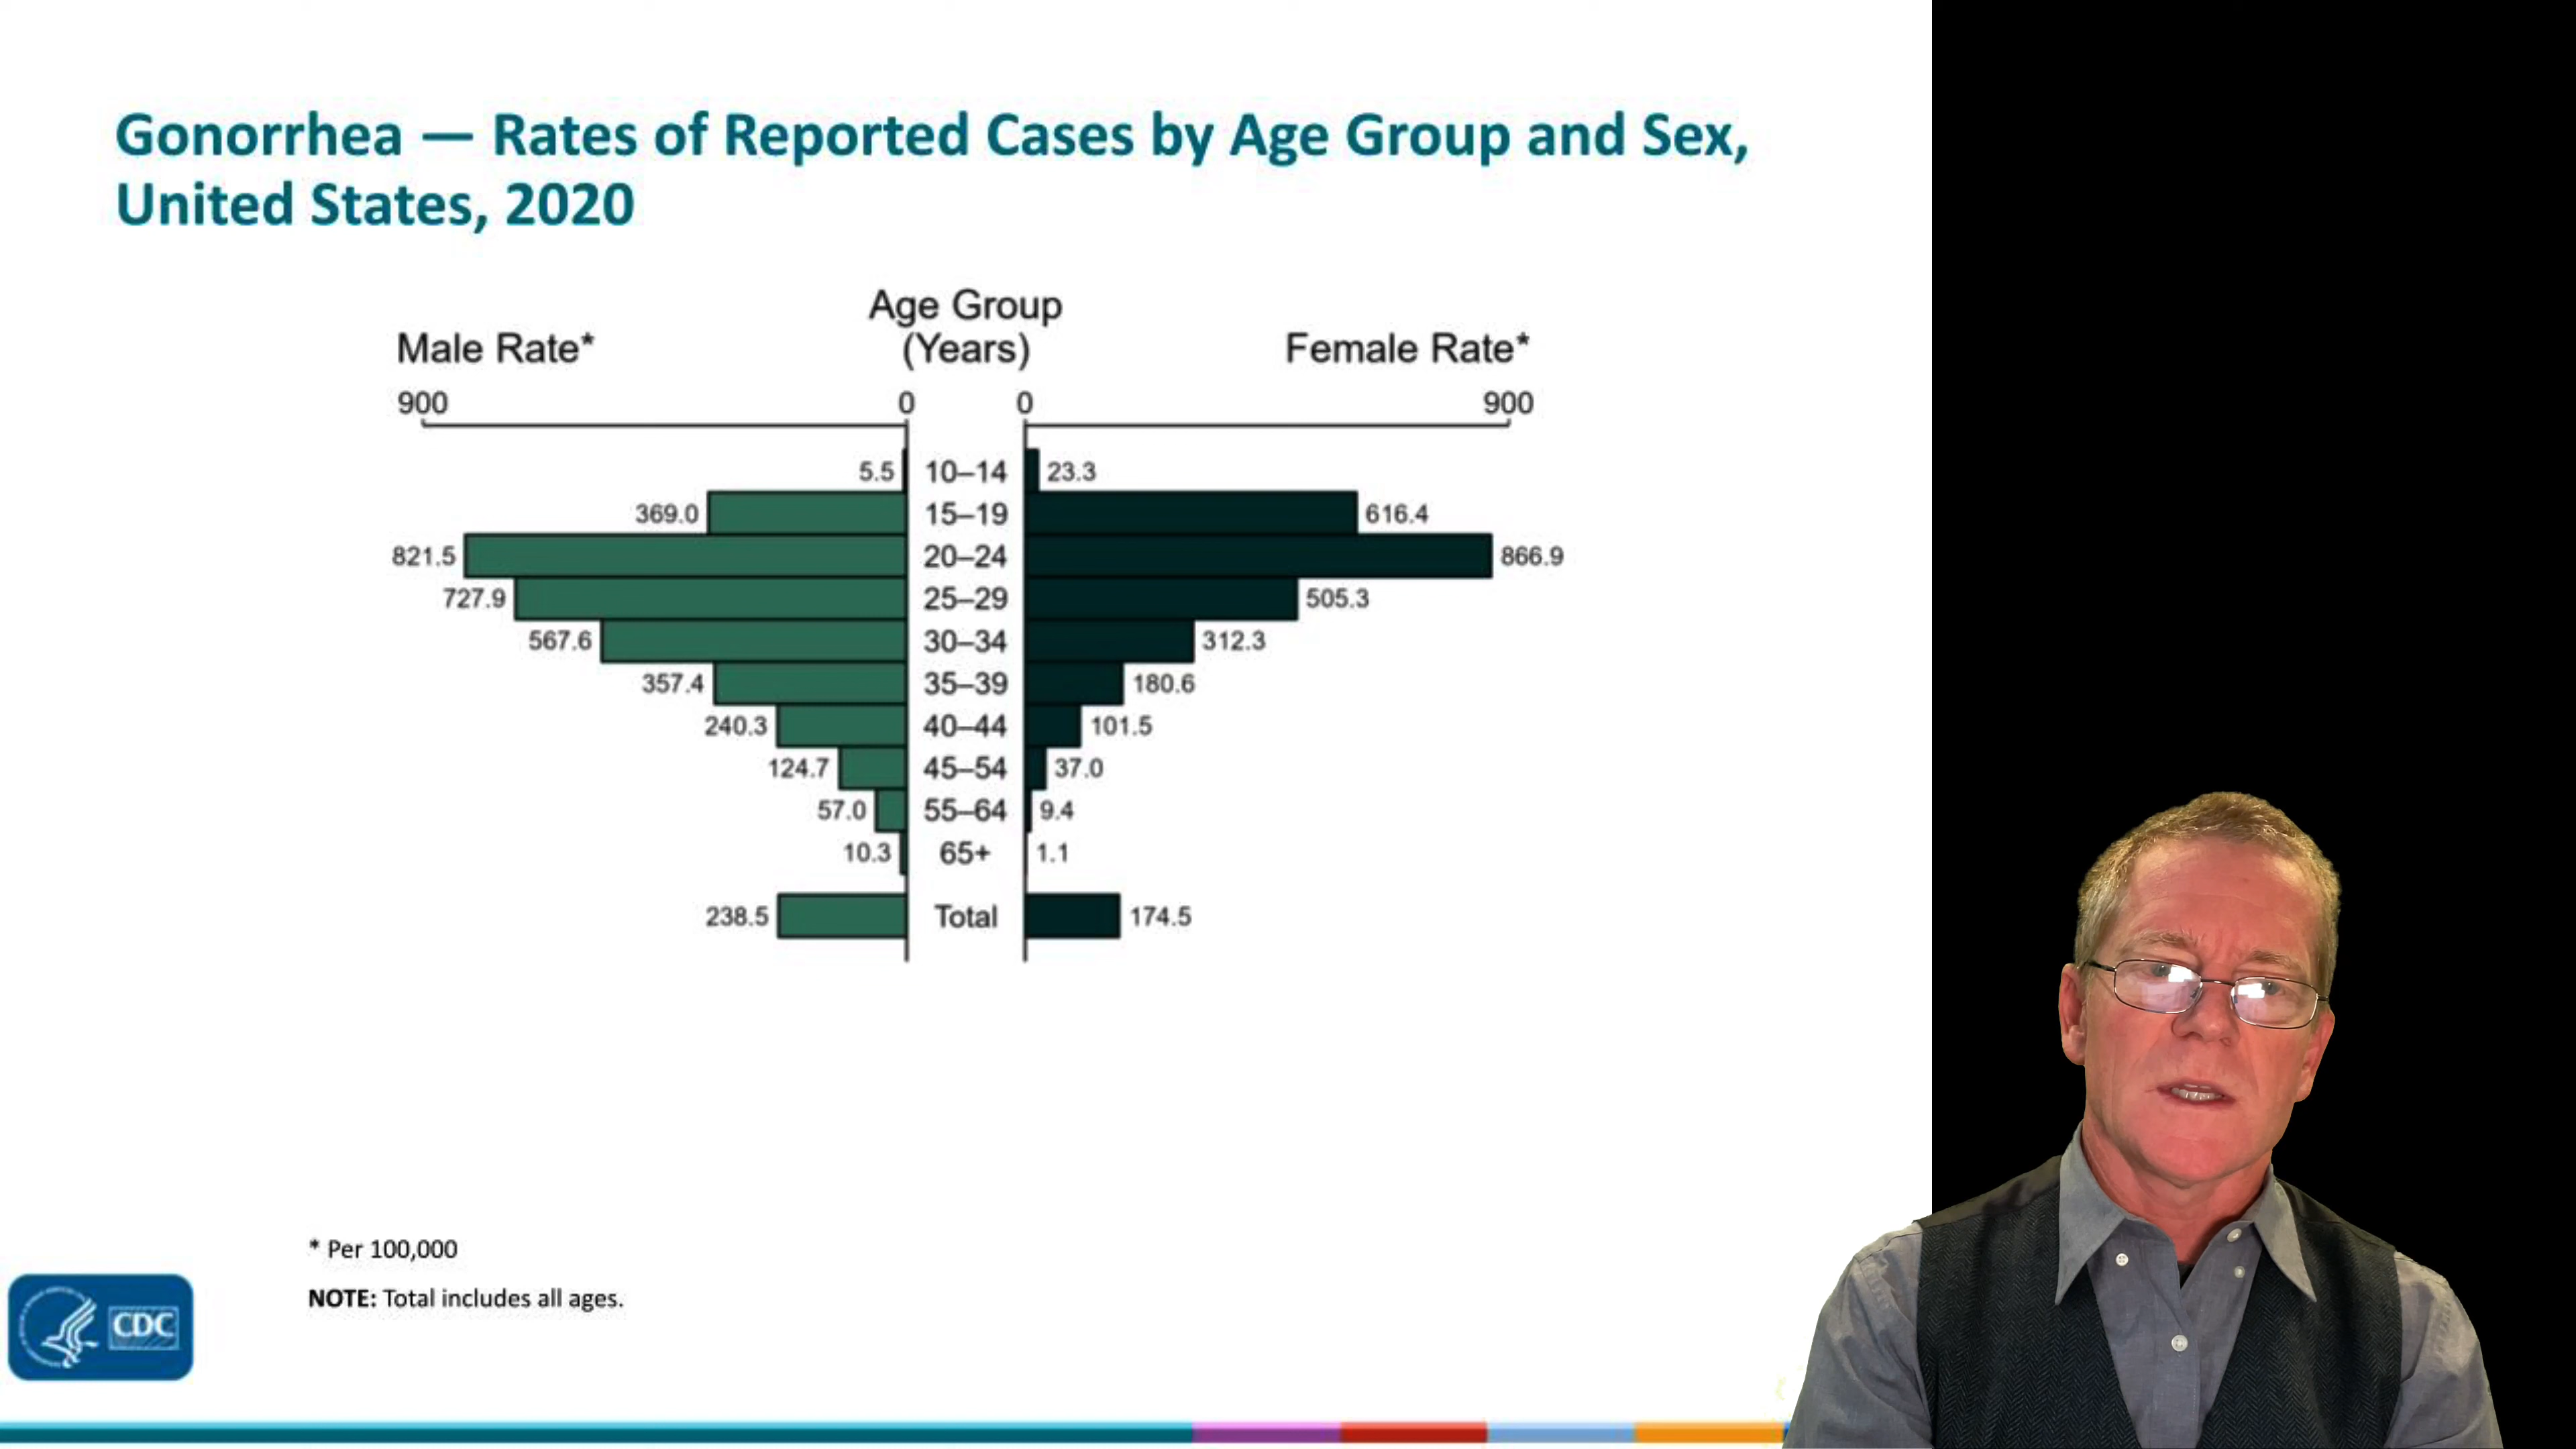 Gonorrhea — Rates of Reported Cases by Age Group and Sex,
United States, 2020
Age Group
Male Rate* (Years) Female Rate*
900 0 0 900
5.5 10–14 23.3
369.0 15–19 616.4
821.5 20–24 866.9
727.9 25–29 505.3
567.6 30–34 312.3
357.4 35–39 180.6
240.3 40–44 101.5
124.7 45–54 37.0
57.0 55–64 9.4
10.3 65+ 1.1
238.5 Total 174.5
* Per 100,000
NOTE: Total includes all ages.
CDC